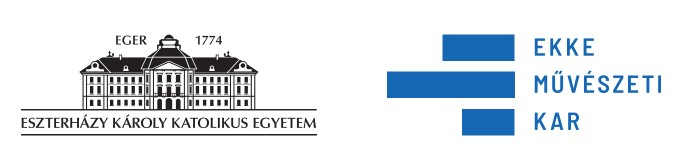 EGER 1774
ESZTERHÁZY KÁROLY KATOLIKUS EGYETEM
EKKE
MŰVÉSZETI
KAR